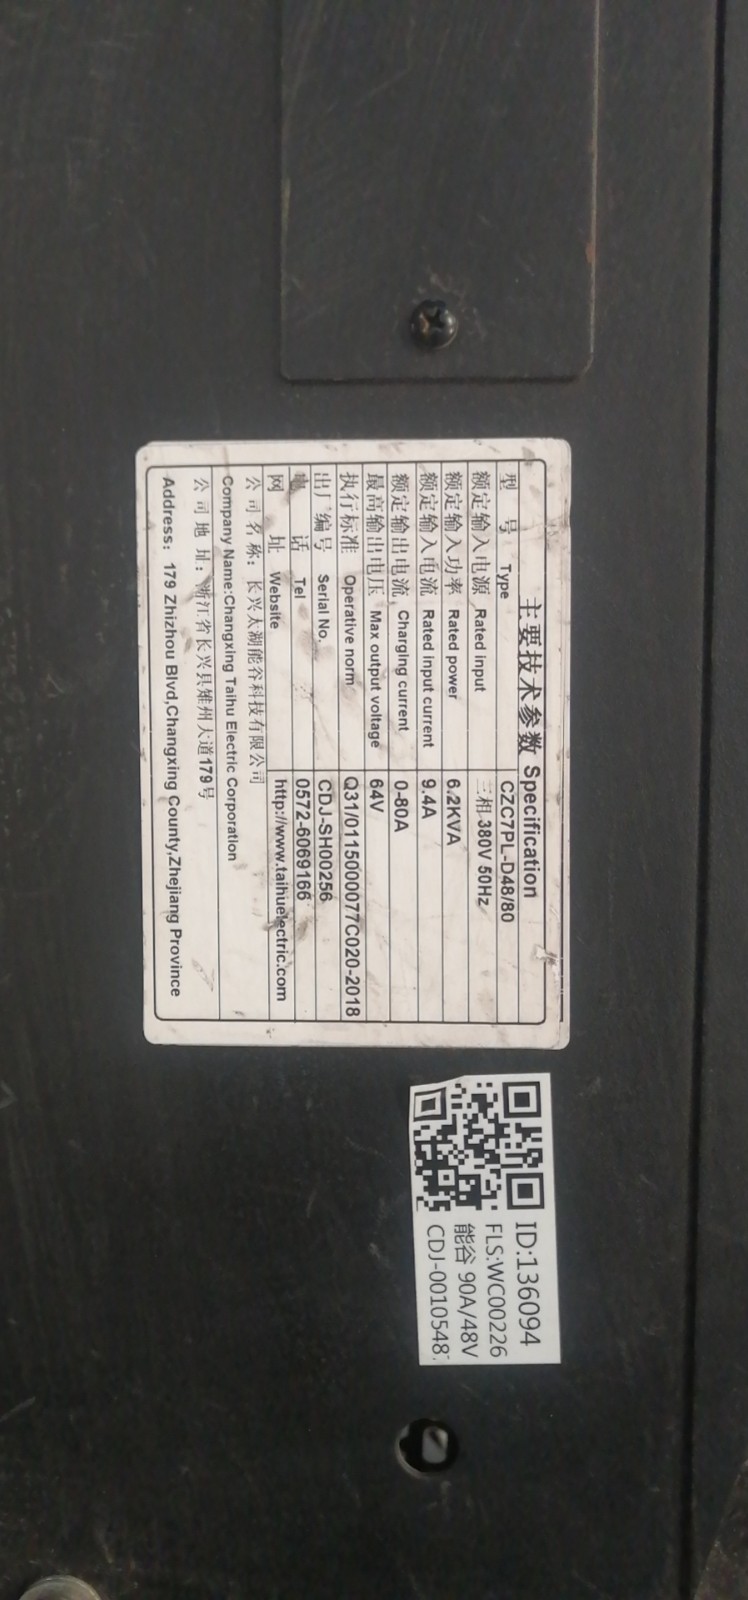 主要技术参数 Specification
型号 Type CZC7PL-D48/80
额定输入电源 Rated input 三相 380V 50Hz
额定输入功率 Rated power 6.2KVA
额定输入电流 Rated input current 9.4A
额定输出电流 Charging current 0-80A
最高输出电压 Max output voltage 64V
执行标准 Operative norm Q31/0115000077C020-2018
出厂编号 Serial No. CDJ-SH00256
电话 Tel 0572-6069166
网址 Website http://www.taihuelectric.com
公司名称：长兴太湖能谷科技有限公司
Company Name:Changxing Taihu Electric Corporation
公司地址：浙江省长兴县雉州大道179号
Address: 179 Zhizhou Blvd,Changxing County,Zhejiang Province
ID:136094
FLS:WC00226
能谷 90A/48V
CDJ-0010548